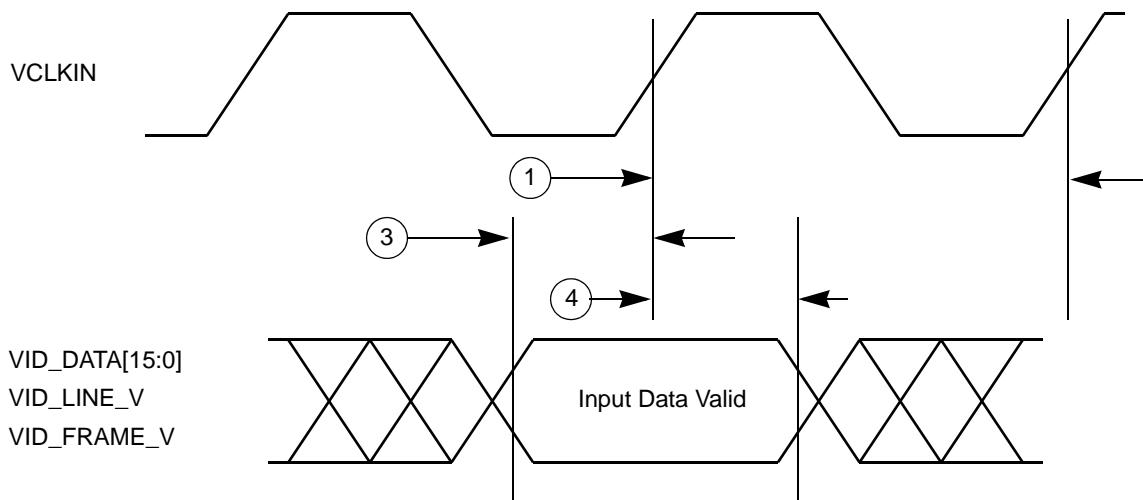 VCLKIN
1
3
4
VID_DATA[15:0]
VID_LINE_V
Input Data Valid
VID_FRAME_V